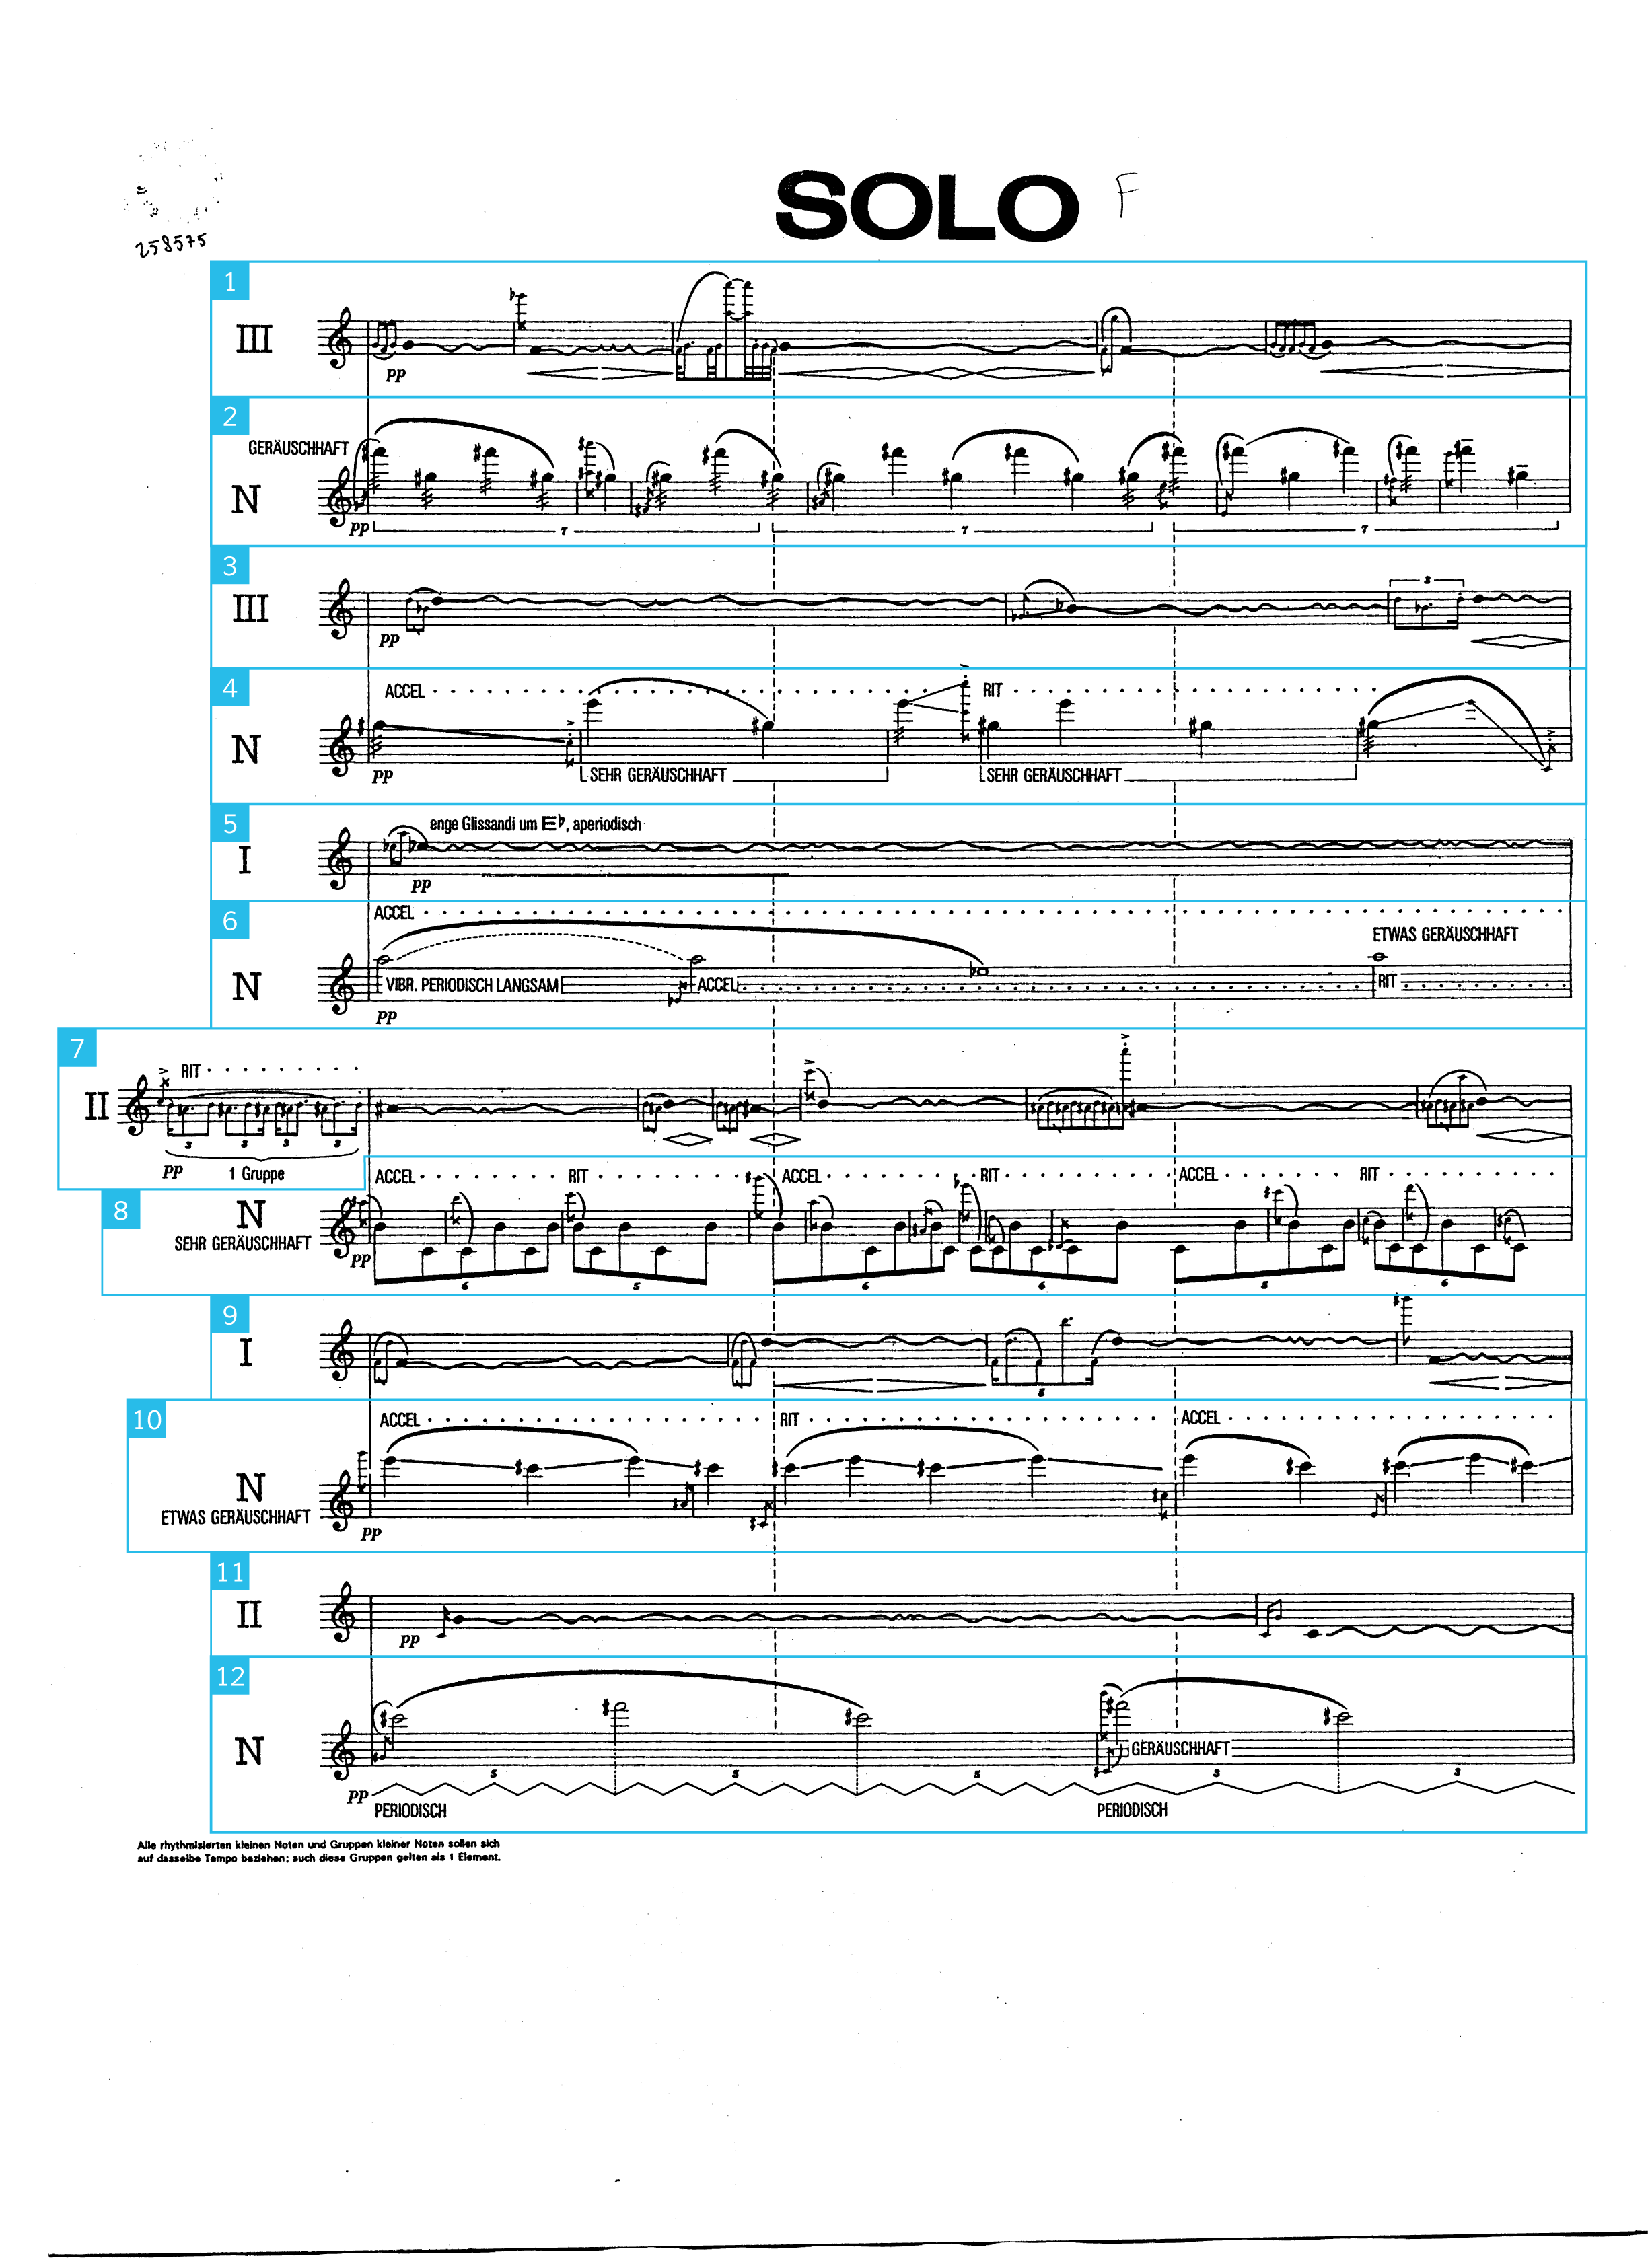 SOLO F
258575
1
III
pp
2
GERÄUSCHHAFT
N
pp 7 7 7
3
III
3
pp
4
ACCEL RIT
N
pp SEHR GERÄUSCHHAFT SEHR GERÄUSCHHAFT
5
enge Glissandi um E♭, aperiodisch
I
pp
6
ACCEL
ETWAS GERÄUSCHHAFT
N
VIBR. PERIODISCH LANGSAM ACCEL RIT
pp
7
RIT
II
3 3 3 3
pp 1 Gruppe
ACCEL RIT ACCEL RIT ACCEL RIT
8
N
SEHR GERÄUSCHHAFT
pp
6 5 6 6 5 6
9
I
5
10
ACCEL RIT ACCEL
N
ETWAS GERÄUSCHHAFT
pp
11
II
pp
12
N
GERÄUSCHHAFT
5 5 5 3 3
pp
PERIODISCH PERIODISCH
Alle rhythmisierten kleinen Noten und Gruppen kleiner Noten sollen sich
auf dasselbe Tempo beziehen; auch diese Gruppen gelten als 1 Element.